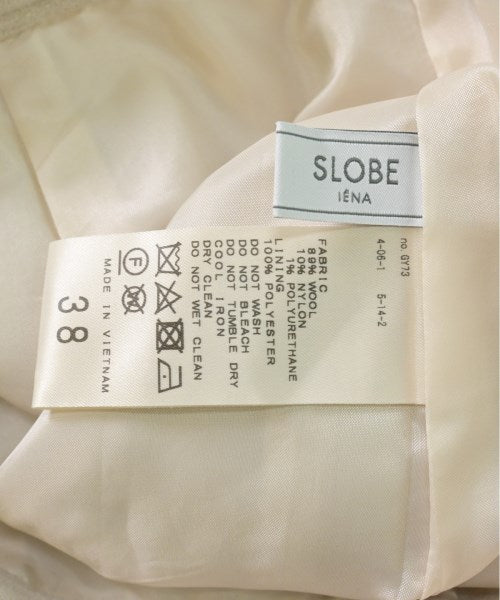 SLOBE
IÉNA
no. GY73
4-06-1 5-14-2
FABRIC
89% WOOL
10% NYLON
1% POLYURETHANE
LINING
100% POLYESTER
DO NOT WASH
DO NOT BLEACH
DO NOT TUMBLE DRY
COOL IRON
DRY CLEAN
DO NOT WET CLEAN
F
W
MADE IN VIETNAM
38